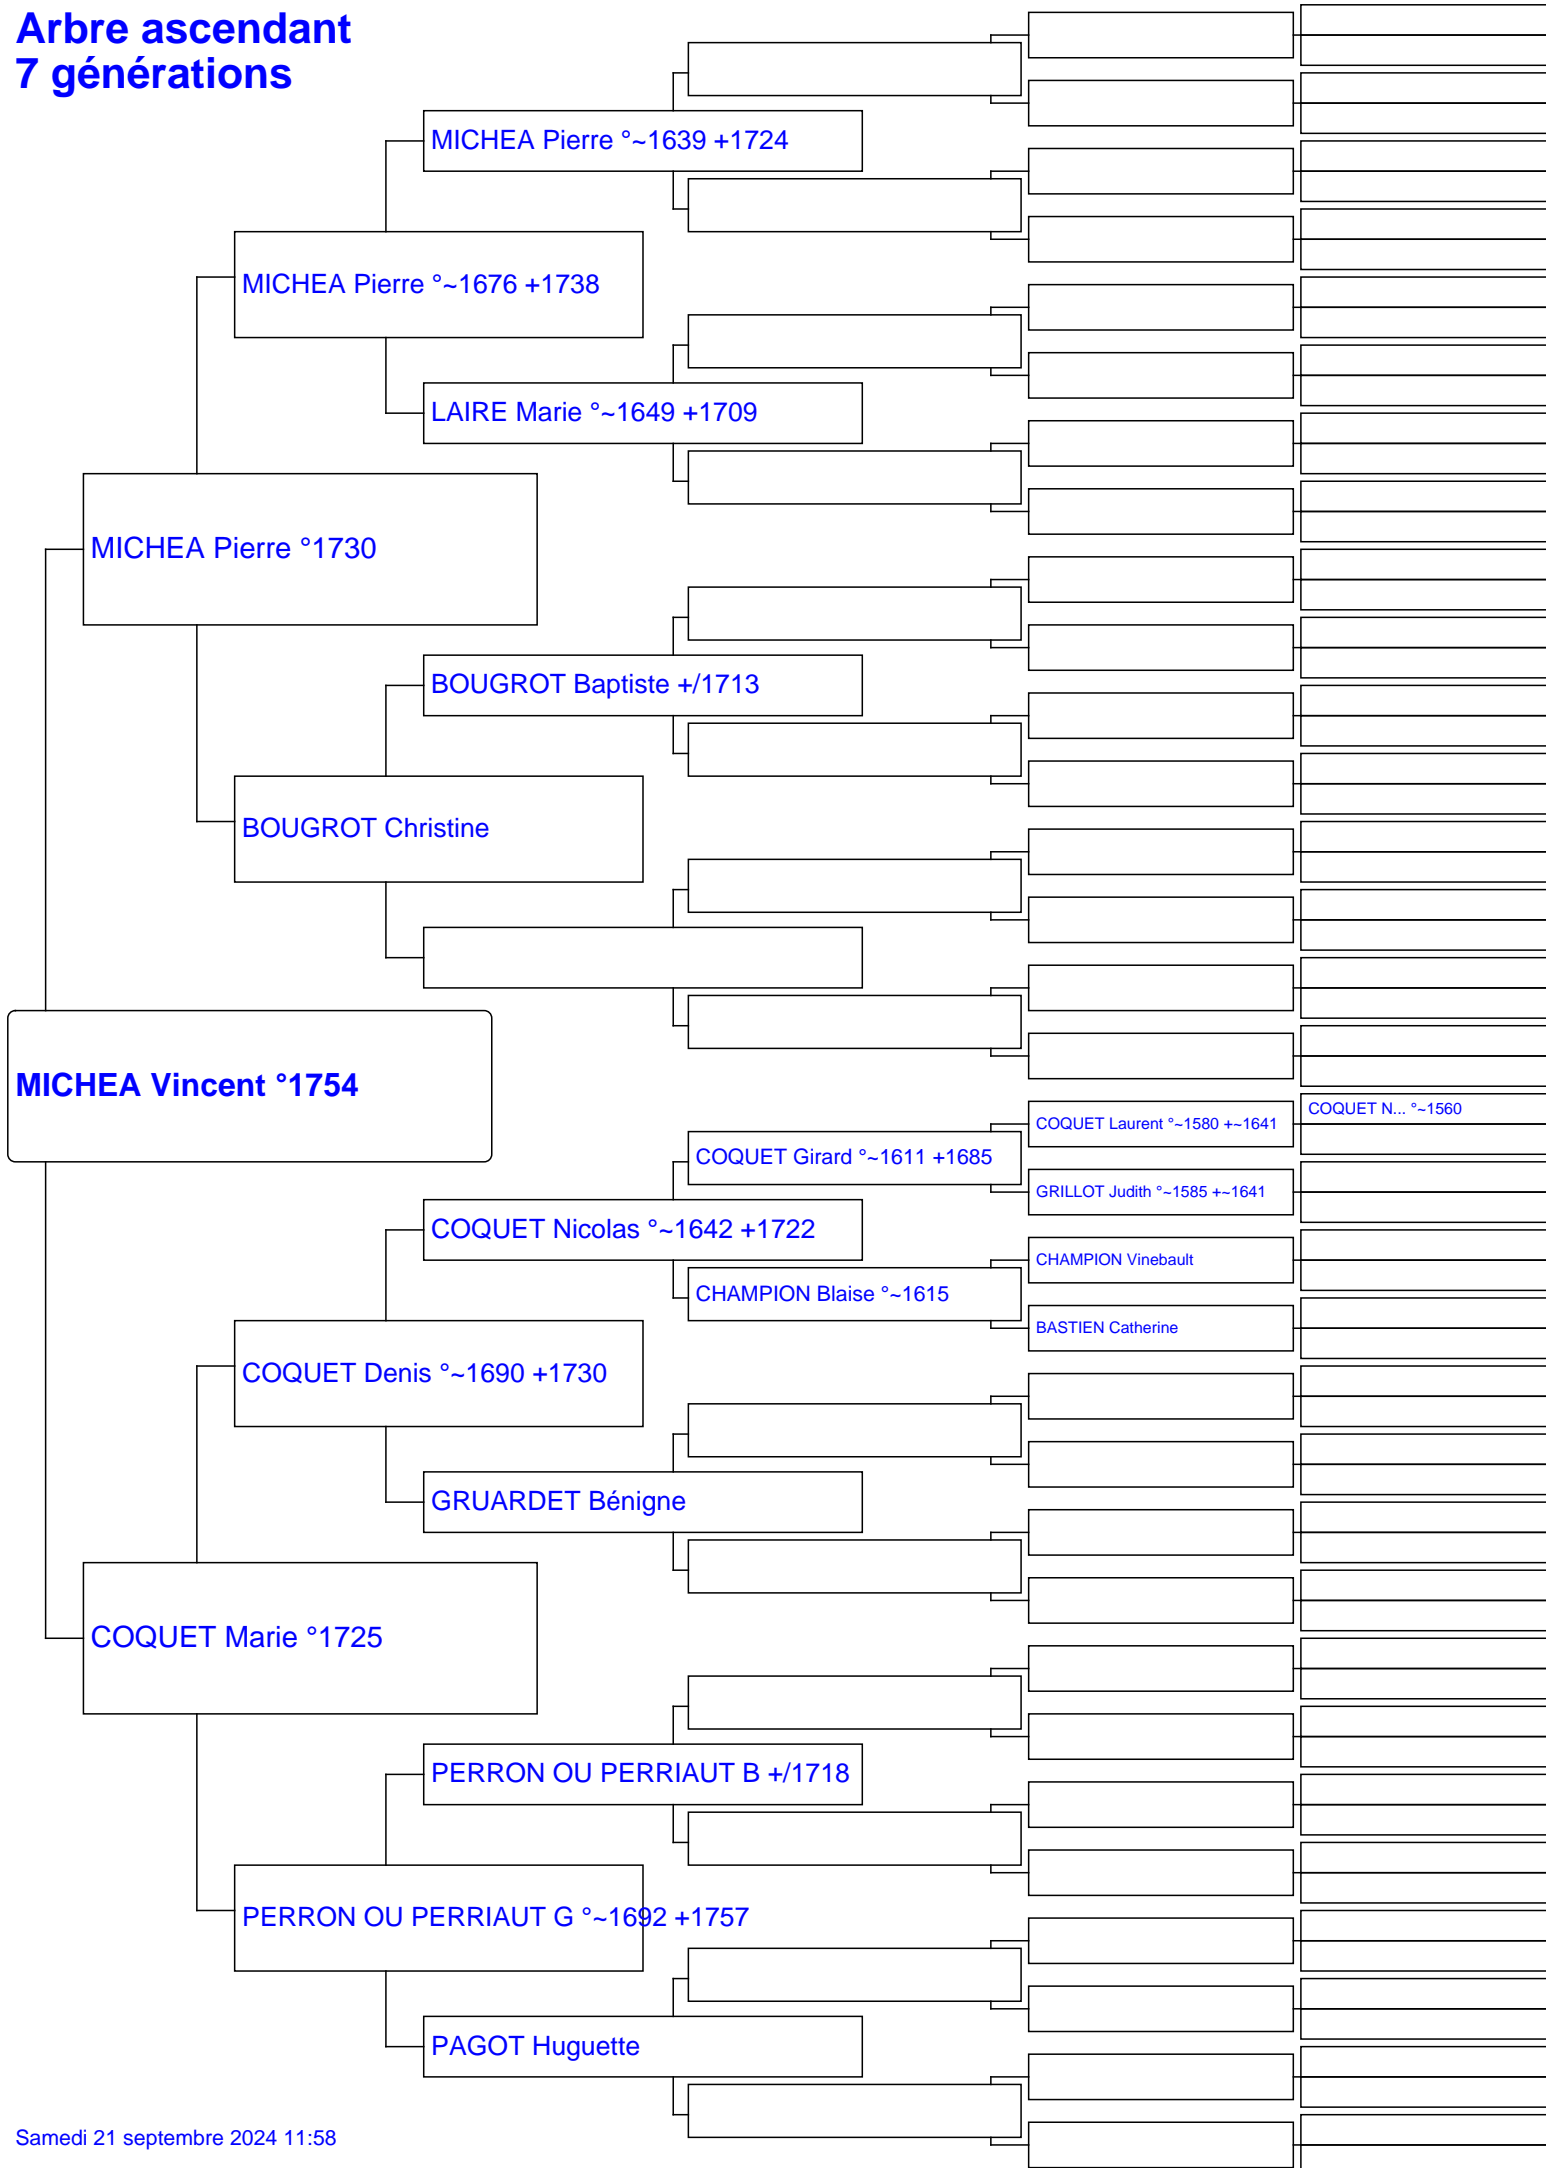 Arbre ascendant
7 générations
MICHEA Pierre °~1639 +1724
MICHEA Pierre °~1676 +1738
LAIRE Marie °~1649 +1709
MICHEA Pierre °1730
BOUGROT Baptiste +/1713
BOUGROT Christine
MICHEA Vincent °1754
COQUET N... °~1560
COQUET Laurent °~1580 +~1641
COQUET Girard °~1611 +1685
GRILLOT Judith °~1585 +~1641
COQUET Nicolas °~1642 +1722
CHAMPION Vinebault
CHAMPION Blaise °~1615
BASTIEN Catherine
COQUET Denis °~1690 +1730
GRUARDET Bénigne
COQUET Marie °1725
PERRON OU PERRIAUT B +/1718
PERRON OU PERRIAUT G °~1692 +1757
PAGOT Huguette
Samedi 21 septembre 2024 11:58